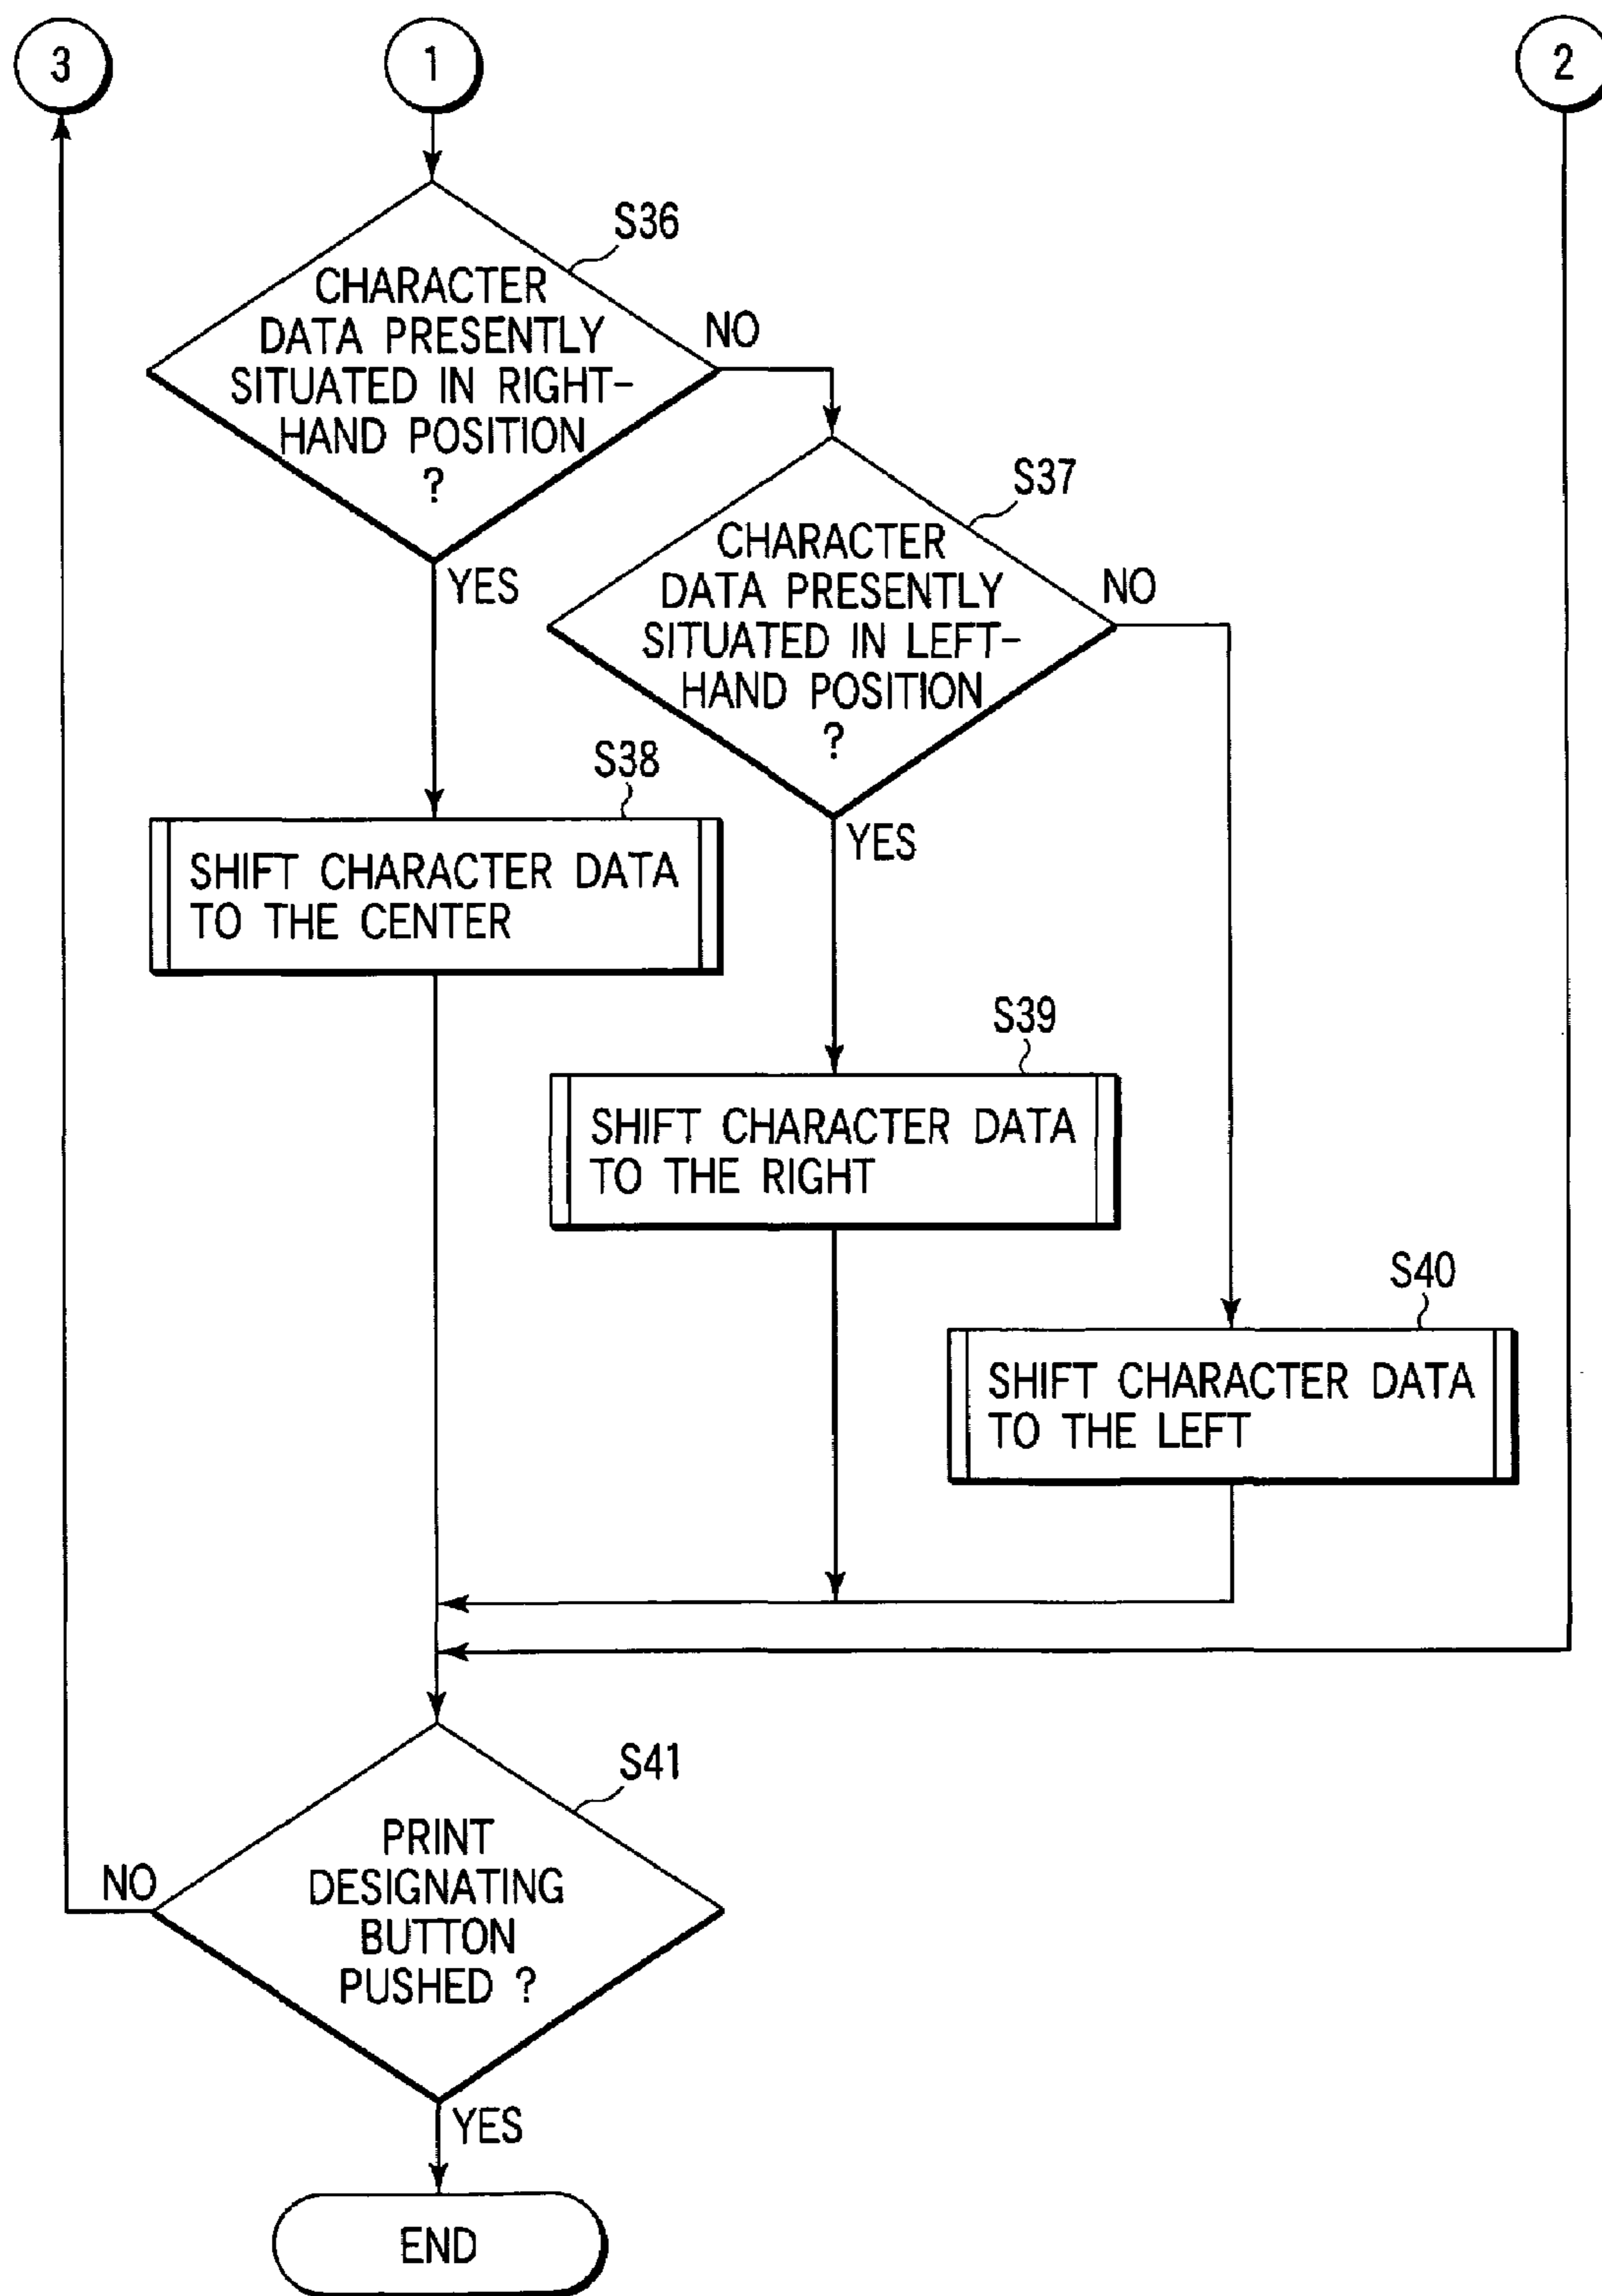 3
1
2
S36
CHARACTER
DATA PRESENTLY
SITUATED IN RIGHT-
HAND POSITION
?
NO
YES
S37
CHARACTER
DATA PRESENTLY
SITUATED IN LEFT-
HAND POSITION
?
NO
YES
S38
SHIFT CHARACTER DATA
TO THE CENTER
S39
SHIFT CHARACTER DATA
TO THE RIGHT
S40
SHIFT CHARACTER DATA
TO THE LEFT
S41
PRINT
DESIGNATING
BUTTON
PUSHED ?
NO
YES
END